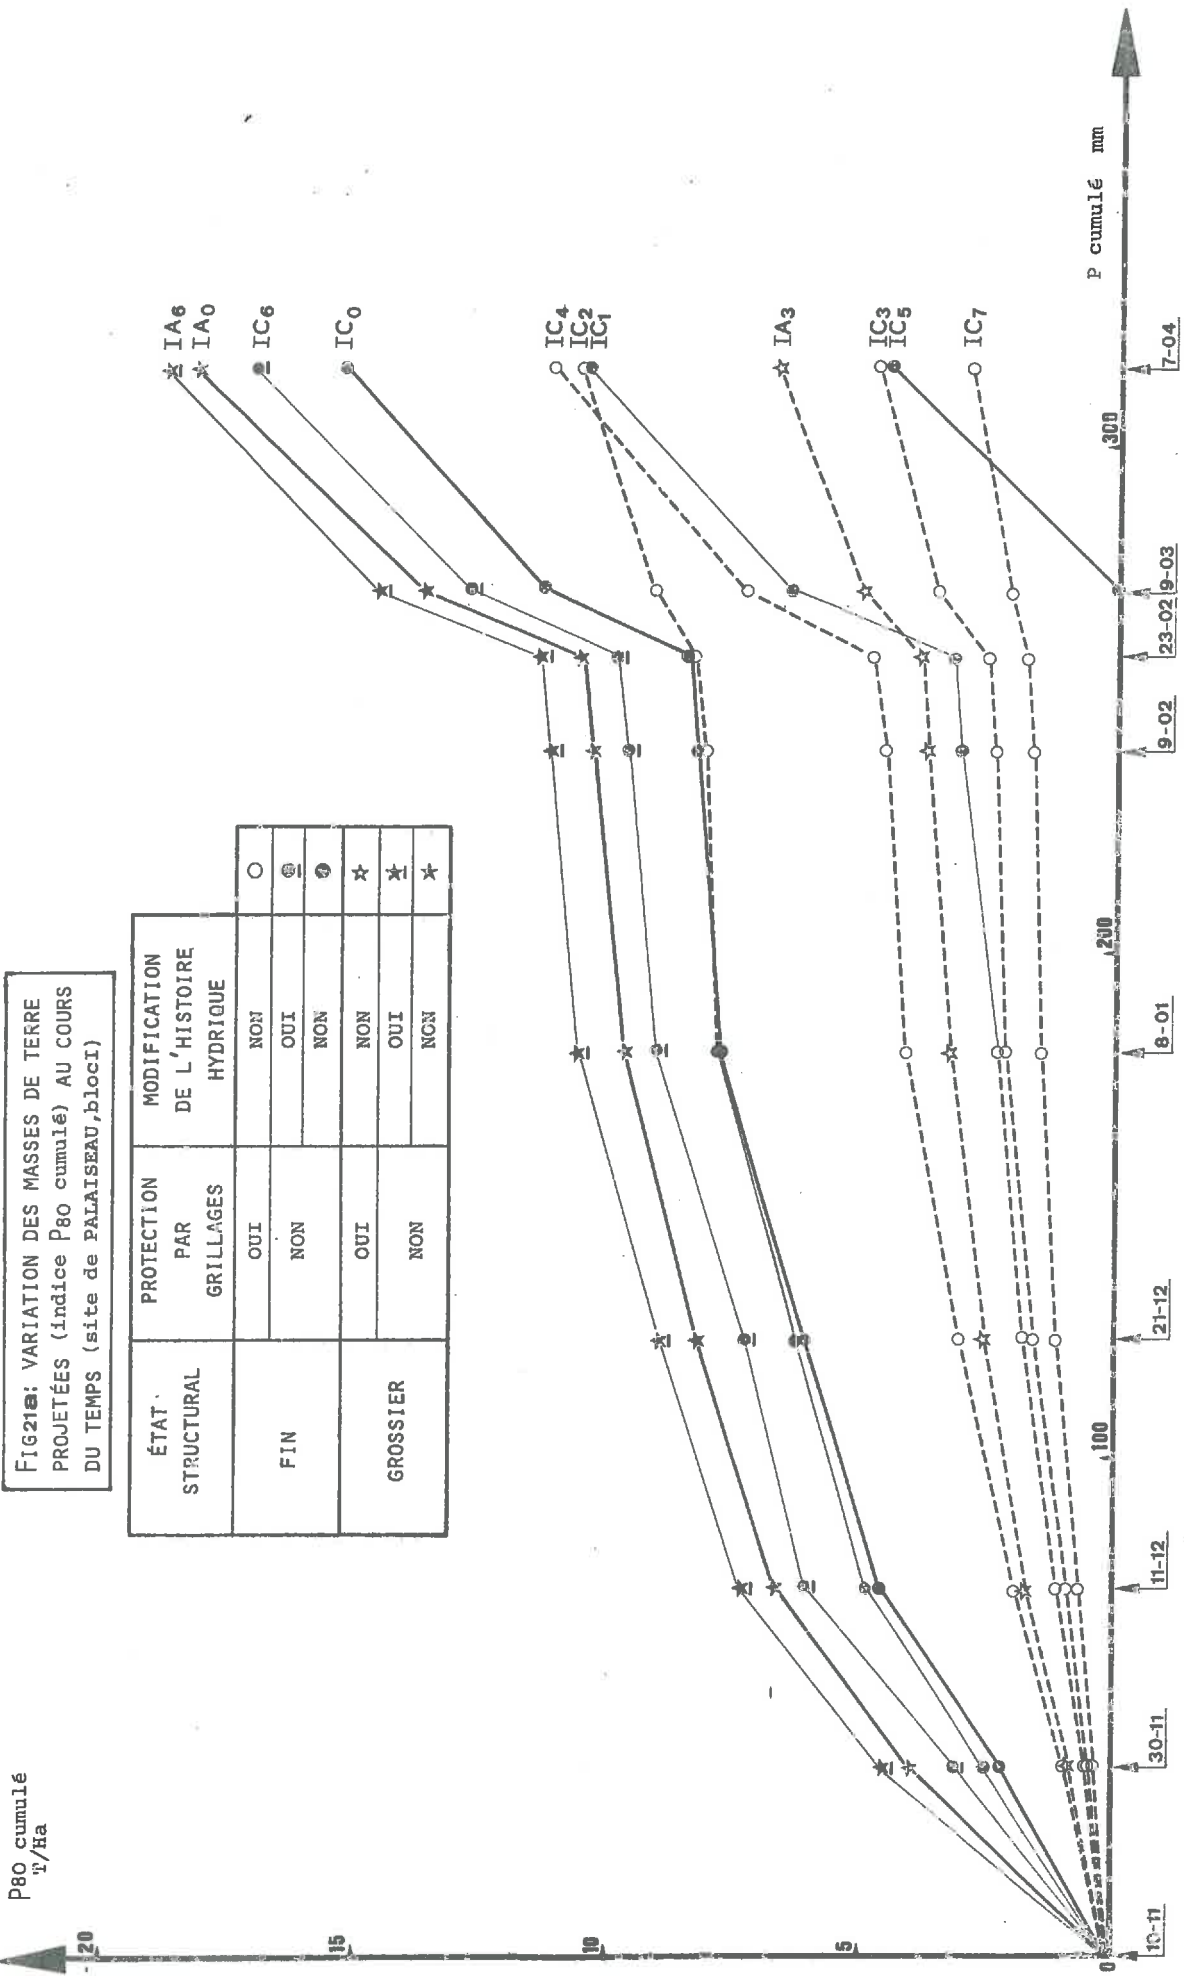 FIG21a: VARIATION DES MASSES DE TERRE
PROJETÉES (indice P80 cumulé) AU COURS
DU TEMPS (site de PALAISEAU,blocI)
ÉTAT STRUCTURAL
PROTECTION PAR GRILLAGES
MODIFICATION DE L'HISTOIRE HYDRIQUE
FIN
OUI
NON
NON
OUI
NON
GROSSIER
OUI
NON
NON
OUI
NON
P80 cumulé
T/Ha
20
15
10
5
0
100
200
300
P cumulé mm
10-11
30-11
11-12
21-12
8-01
9-02
23-02
9-03
7-04
IA6
IA0
IC6
IC0
IC4
IC2
IC1
IA3
IC3
IC5
IC7